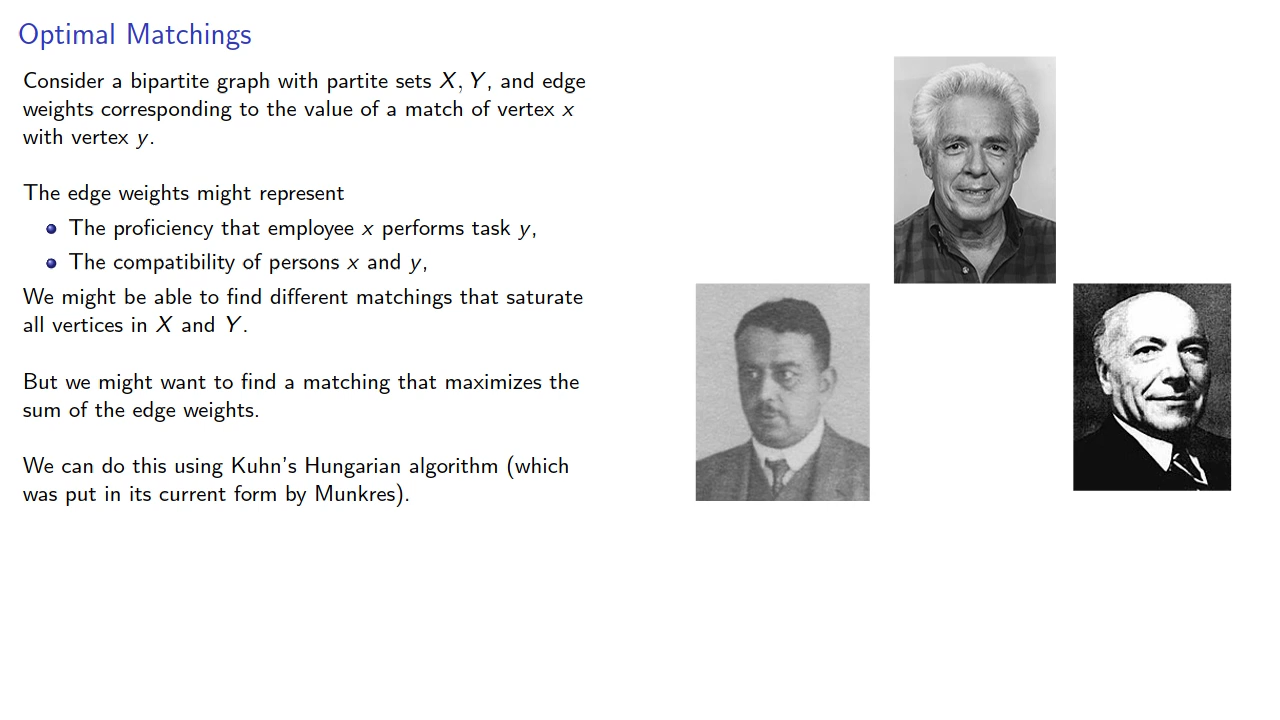 Optimal Matchings
Consider a bipartite graph with partite sets X, Y, and edge
weights corresponding to the value of a match of vertex x
with vertex y.
The edge weights might represent
The proficiency that employee x performs task y,
The compatibility of persons x and y,
We might be able to find different matchings that saturate
all vertices in X and Y.
But we might want to find a matching that maximizes the
sum of the edge weights.
We can do this using Kuhn's Hungarian algorithm (which
was put in its current form by Munkres).